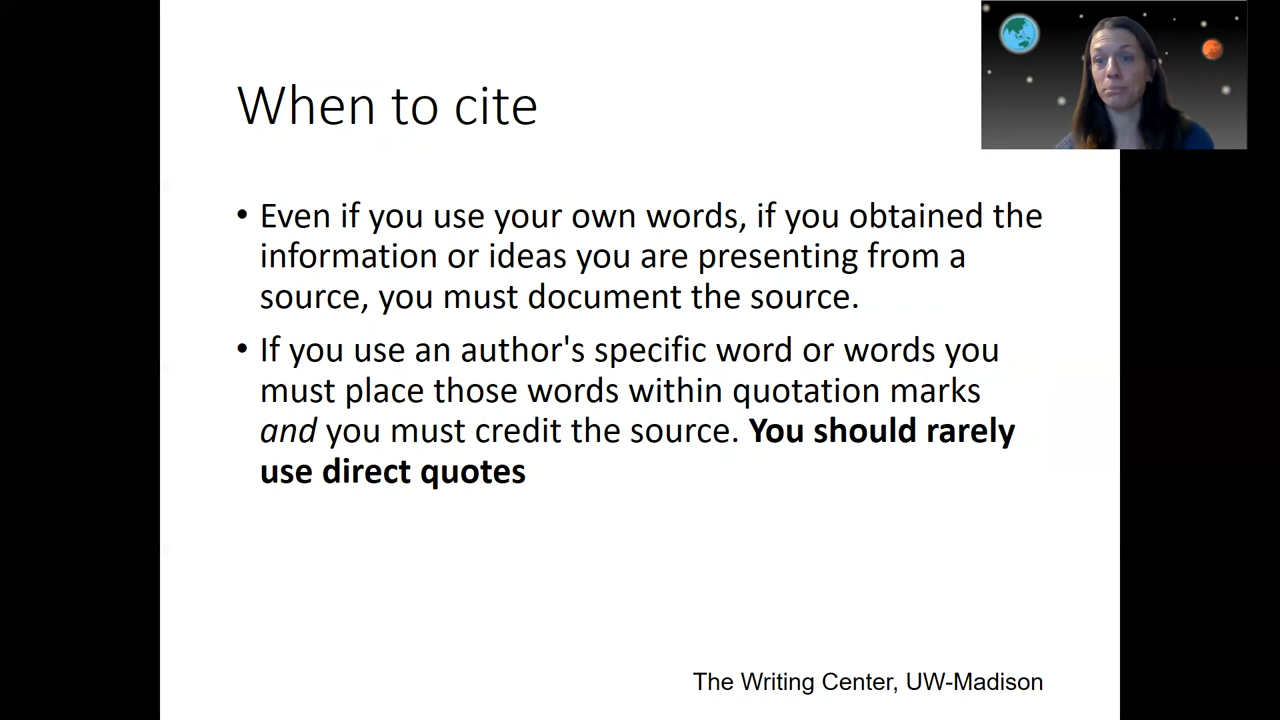 When to cite
• Even if you use your own words, if you obtained the
information or ideas you are presenting from a
source, you must document the source.
• If you use an author's specific word or words you
must place those words within quotation marks
and you must credit the source. You should rarely
use direct quotes
The Writing Center, UW-Madison